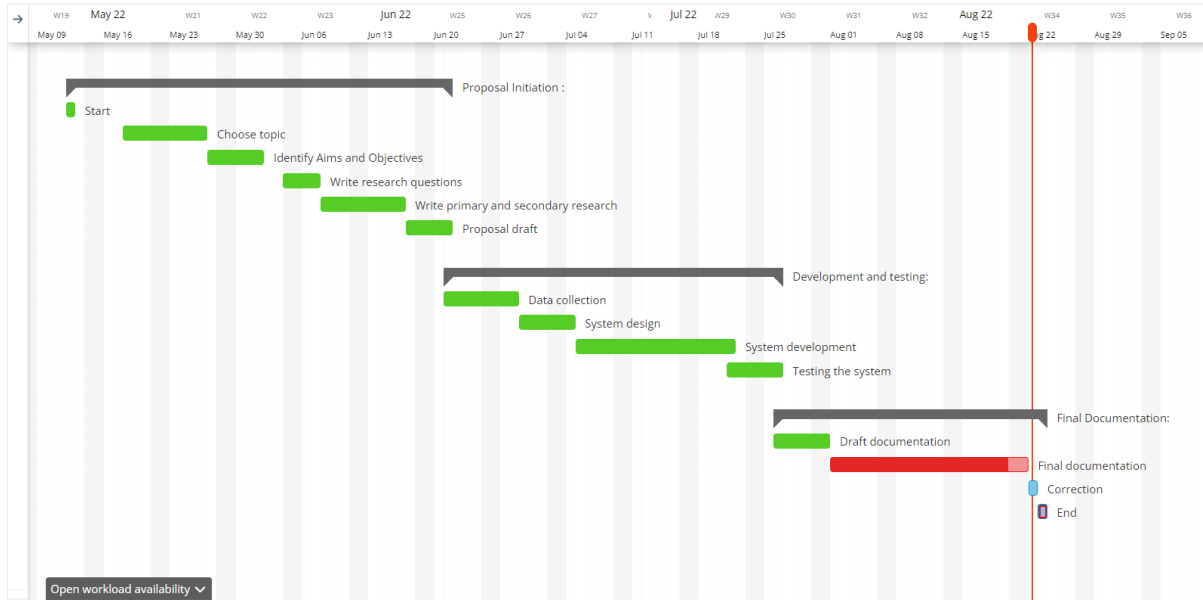 W19 May 22 W21 W22 W23 Jun 22 W25 W26 W27 Jul 22 W29 W30 W31 W32 Aug 22 W34 W35 W36
May 09 May 16 May 23 May 30 Jun 06 Jun 13 Jun 20 Jun 27 Jul 04 Jul 11 Jul 18 Jul 25 Aug 01 Aug 08 Aug 15 22 Aug 29 Sep 05
Proposal Initiation :
Start
Choose topic
Identify Aims and Objectives
Write research questions
Write primary and secondary research
Proposal draft
Development and testing:
Data collection
System design
System development
Testing the system
Final Documentation:
Draft documentation
Final documentation
Correction
End
Open workload availability